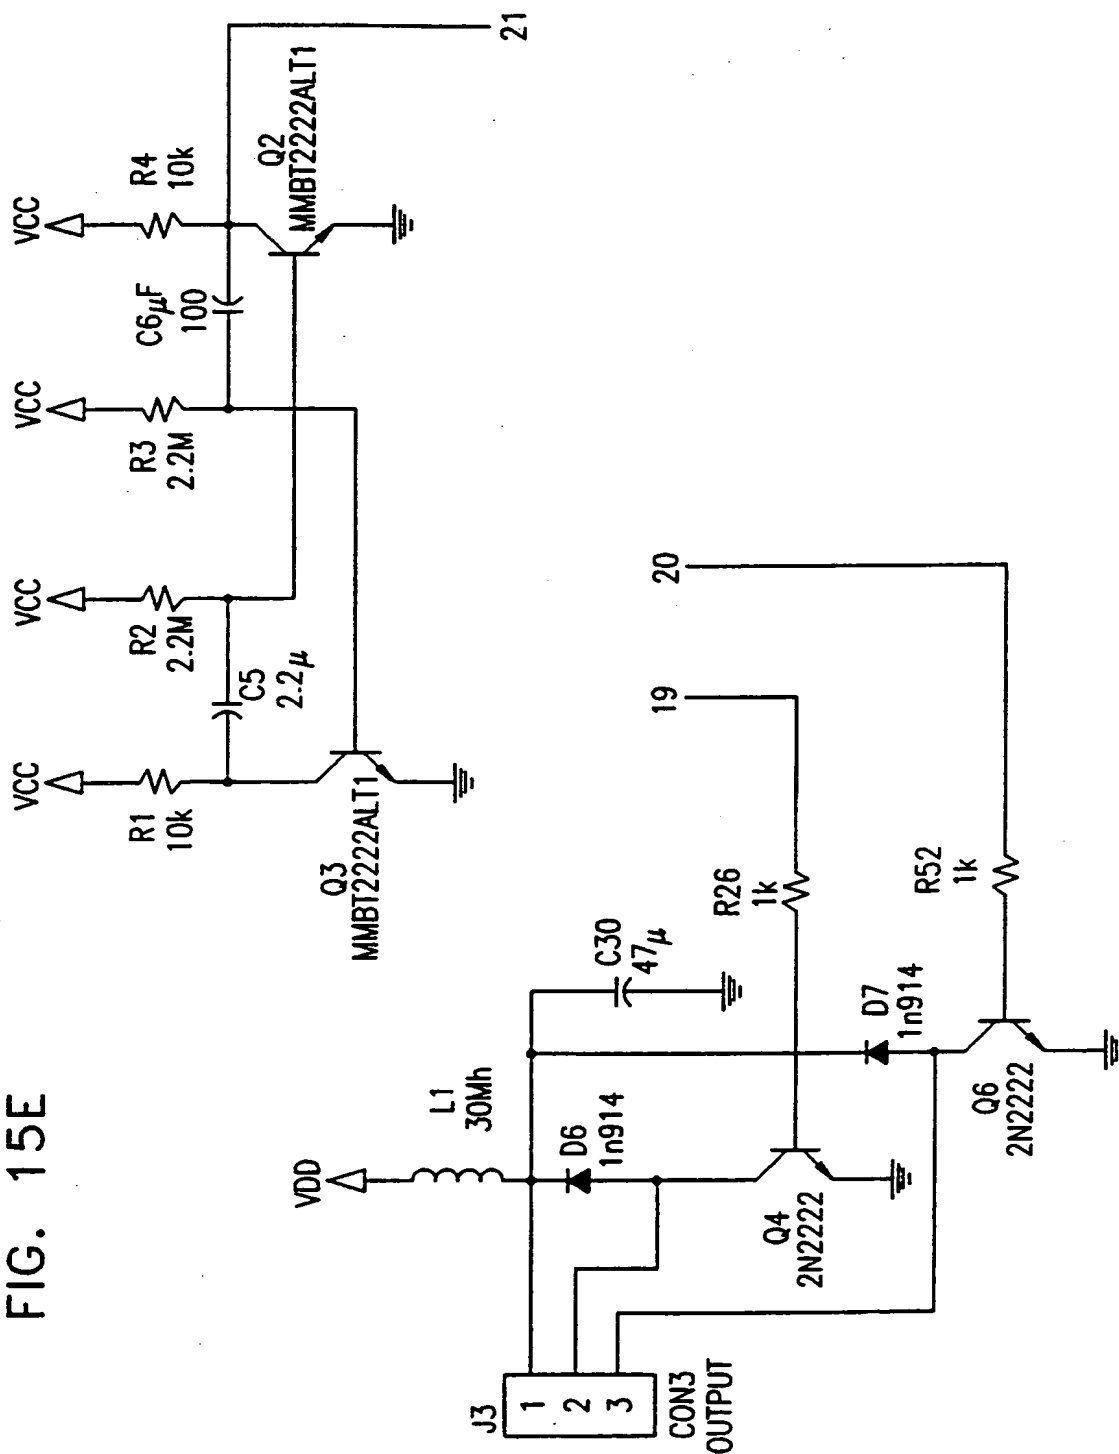 FIG. 15E
VCC
R1
10k
VCC
R2
2.2M
VCC
R3
2.2M
VCC
R4
10k
C5
2.2μ
C6μF
100
Q3
MMBT2222ALT1
Q2
MMBT2222ALT1
21
VDD
L1
30Mh
C30
47μ
D6
1n914
R26
1k
19
20
J3
1
2
3
CON3
OUTPUT
Q4
2N2222
D7
1n914
R52
1k
Q6
2N2222